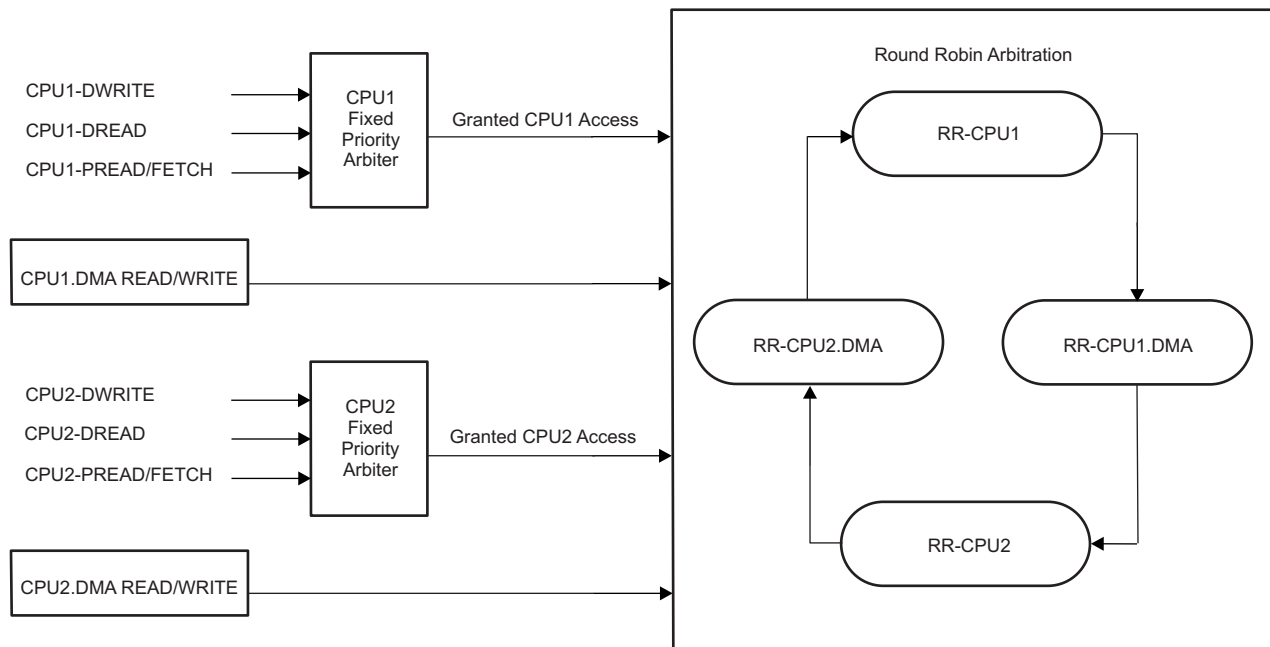 CPU1-DWRITE
CPU1-DREAD
CPU1-PREAD/FETCH
CPU1
Fixed
Priority
Arbiter
Granted CPU1 Access
CPU1.DMA READ/WRITE
CPU2-DWRITE
CPU2-DREAD
CPU2-PREAD/FETCH
CPU2
Fixed
Priority
Arbiter
Granted CPU2 Access
CPU2.DMA READ/WRITE
Round Robin Arbitration
RR-CPU1
RR-CPU2.DMA
RR-CPU1.DMA
RR-CPU2